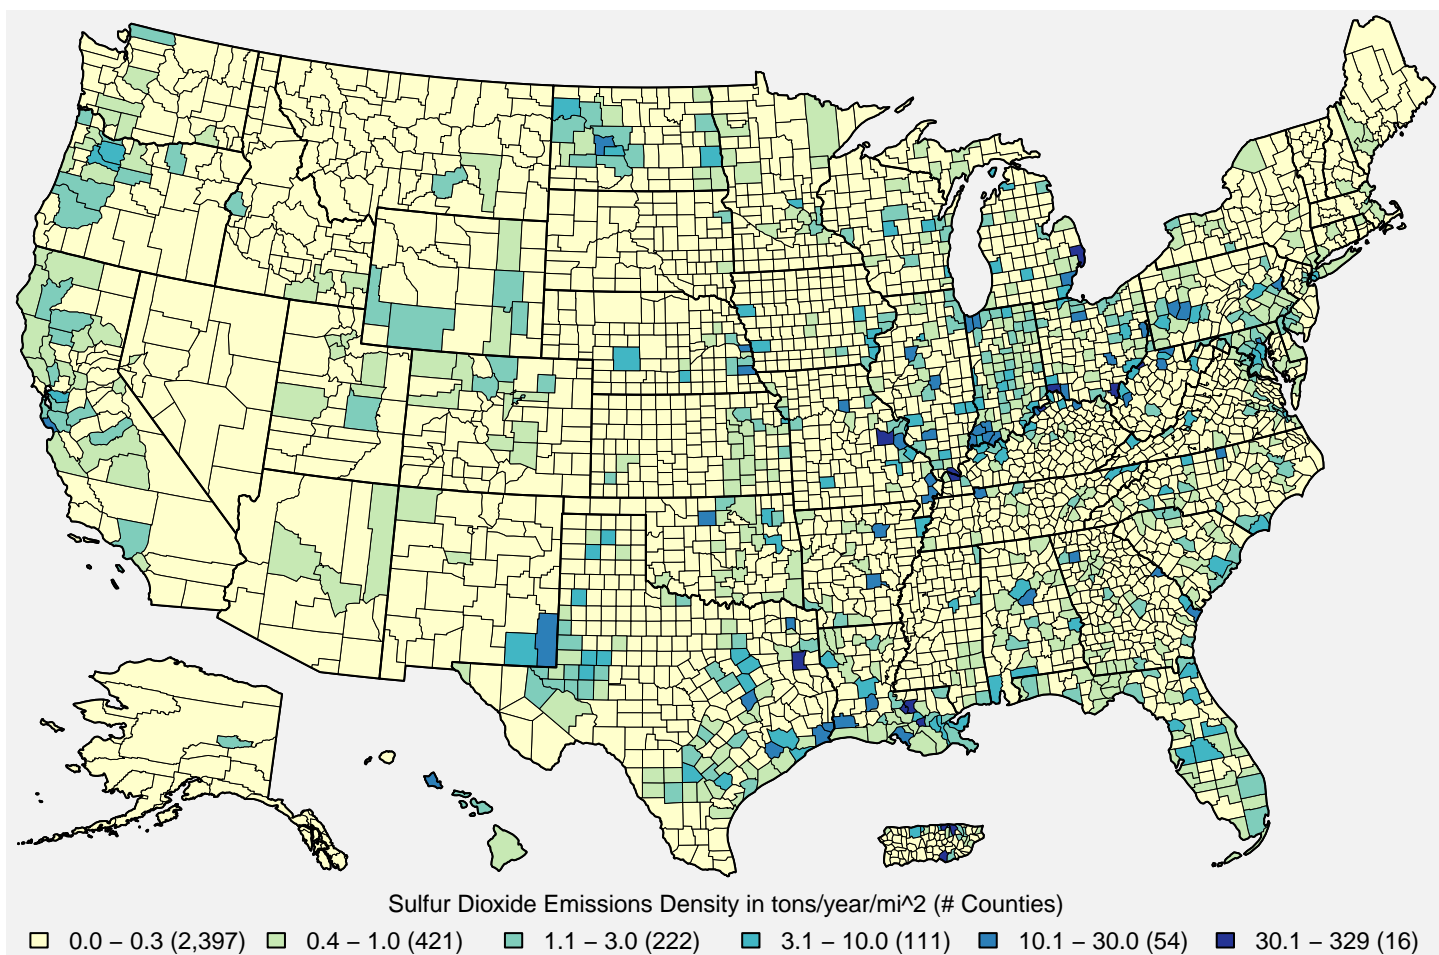 Sulfur Dioxide Emissions Density in tons/year/mi^2 (# Counties)
0.0 − 0.3 (2,397) 0.4 − 1.0 (421) 1.1 − 3.0 (222) 3.1 − 10.0 (111) 10.1 − 30.0 (54) 30.1 − 329 (16)